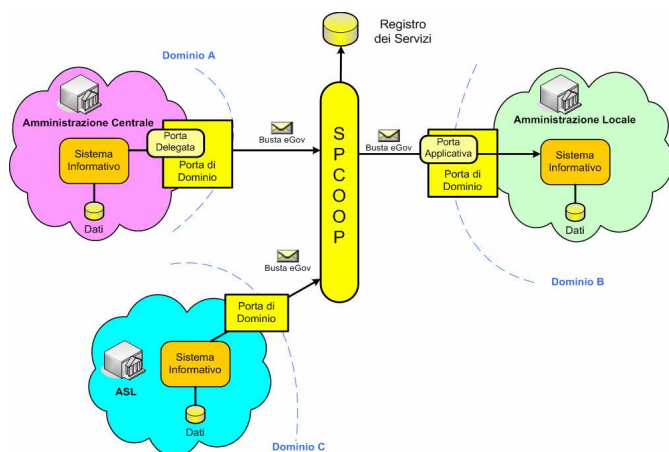 Registro
dei Servizi
Dominio A
Amministrazione Centrale
Porta
Delegata
Sistema
Informativo
Porta di
Dominio
Dati
Busta eGov
SPCOOP
Busta eGov
Amministrazione Locale
Porta
Applicativa
Porta di
Dominio
Sistema
Informativo
Dati
Dominio B
Busta eGov
Porta di
Dominio
Sistema
Informativo
ASL
Dati
Dominio C